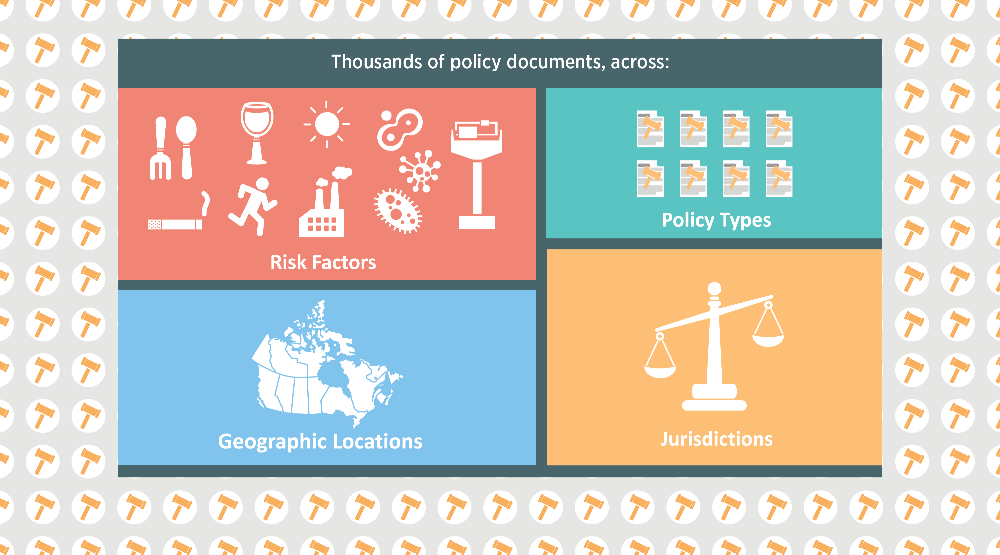 Thousands of policy documents, across:
Risk Factors
Policy Types
Geographic Locations
Jurisdictions